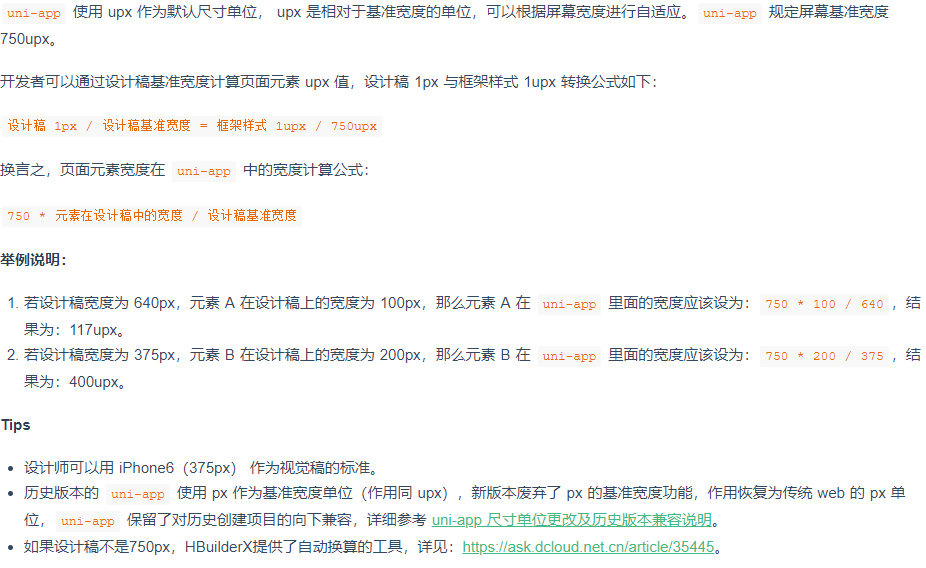 uni-app 使用 upx 作为默认尺寸单位， upx 是相对于基准宽度的单位，可以根据屏幕宽度进行自适应。 uni-app 规定屏幕基准宽度
750upx。
开发者可以通过设计稿基准宽度计算页面元素 upx 值，设计稿 1px 与框架样式 1upx 转换公式如下：
设计稿 1px / 设计稿基准宽度 = 框架样式 1upx / 750upx
换言之，页面元素宽度在 uni-app 中的宽度计算公式：
750 * 元素在设计稿中的宽度 / 设计稿基准宽度
举例说明：
1. 若设计稿宽度为 640px，元素 A 在设计稿上的宽度为 100px，那么元素 A 在 uni-app 里面的宽度应该设为： 750 * 100 / 640 ，结
果为：117upx。
2. 若设计稿宽度为 375px，元素 B 在设计稿上的宽度为 200px，那么元素 B 在 uni-app 里面的宽度应该设为： 750 * 200 / 375 ，结
果为：400upx。
Tips
• 设计师可以用 iPhone6（375px） 作为视觉稿的标准。
• 历史版本的 uni-app 使用 px 作为基准宽度单位（作用同 upx），新版本废弃了 px 的基准宽度功能，作用恢复为传统 web 的 px 单
位， uni-app 保留了对历史创建项目的向下兼容，详细参考 uni-app 尺寸单位更改及历史版本兼容说明。
• 如果设计稿不是750px，HBuilderX提供了自动换算的工具，详见：https://ask.dcloud.net.cn/article/35445。